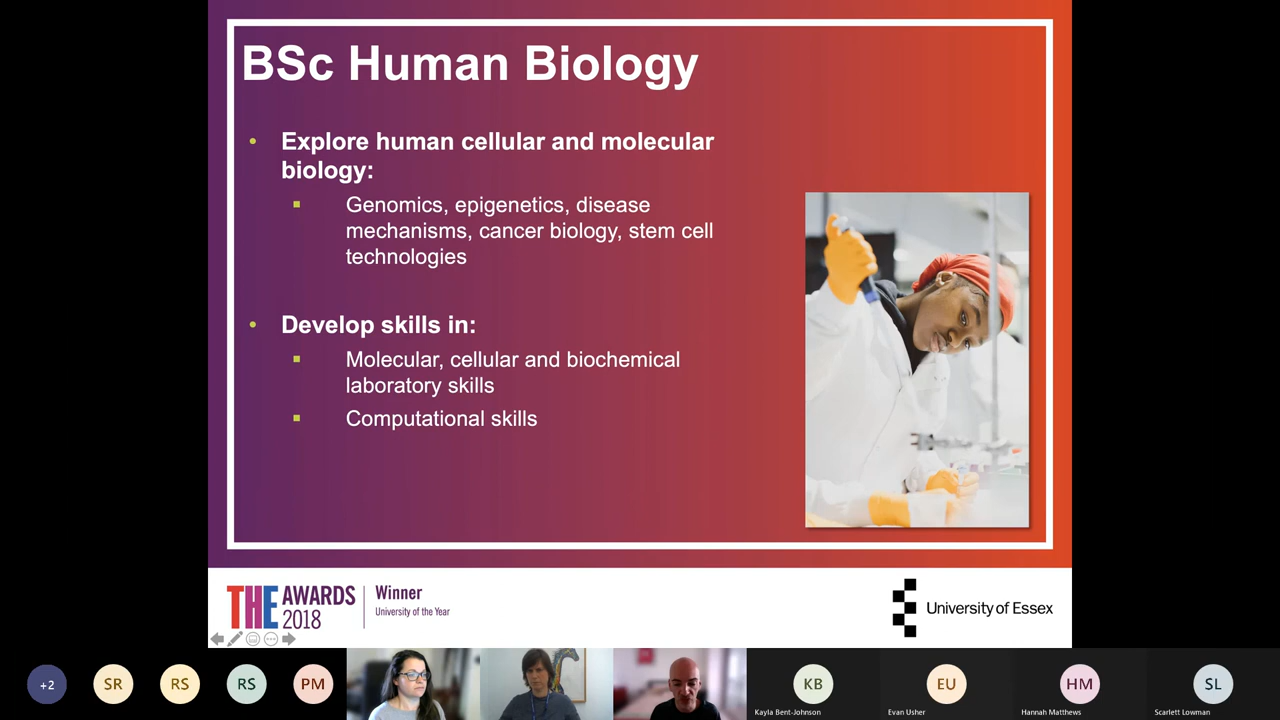 BSc Human Biology
• Explore human cellular and molecular
biology:
▪ Genomics, epigenetics, disease
mechanisms, cancer biology, stem cell
technologies
• Develop skills in:
▪ Molecular, cellular and biochemical
laboratory skills
▪ Computational skills
THE AWARDS
2018
Winner
University of the Year
University of Essex
+2
SR
RS
RS
PM
KB
Kayla Bent-Johnson
EU
Evan Usher
HM
Hannah Matthews
SL
Scarlett Lowman